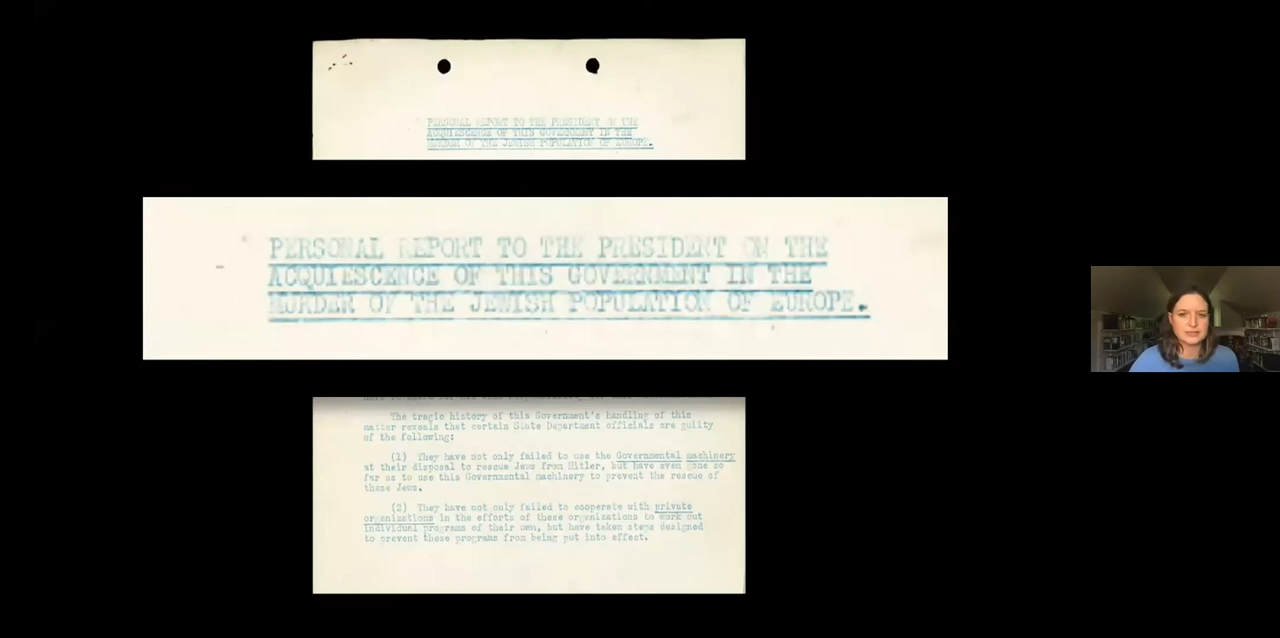 PERSONAL REPORT TO THE PRESIDENT ON THE
ACQUIESCENCE OF THIS GOVERNMENT IN THE
MURDER OF THE JEWISH POPULATION OF EUROPE.
PERSONAL REPORT TO THE PRESIDENT ON THE
ACQUIESCENCE OF THIS GOVERNMENT IN THE
MURDER OF THE JEWISH POPULATION OF EUROPE.
The tragic history of this Government's handling of this
matter reveals that certain State Department officials are guilty
of the following:
(1) They have not only failed to use the Governmental machinery
at their disposal to rescue Jews from Hitler, but have even gone so
far as to use this Governmental machinery to prevent the rescue of
these Jews.
(2) They have not only failed to cooperate with private
organizations in the efforts of these organizations to work out
individual programs of their own, but have taken steps designed
to prevent these programs from being put into effect.